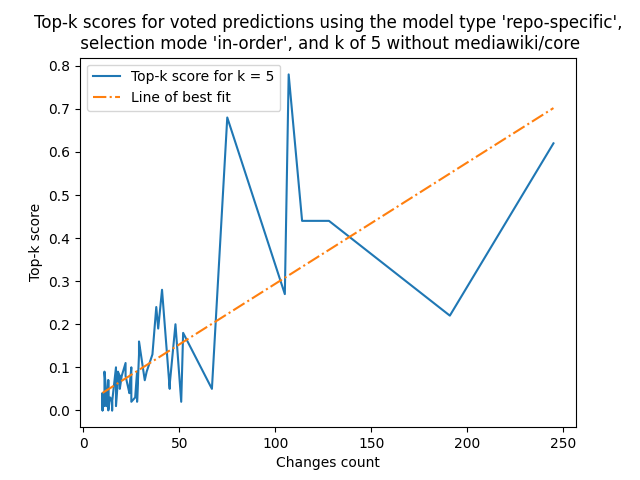 Top-k scores for voted predictions using the model type 'repo-specific',
selection mode 'in-order', and k of 5 without mediawiki/core
Top-k score for k = 5
Line of best fit
0.8
0.7
0.6
0.5
0.4
0.3
0.2
0.1
0.0
Top-k score
0
50
100
150
200
250
Changes count